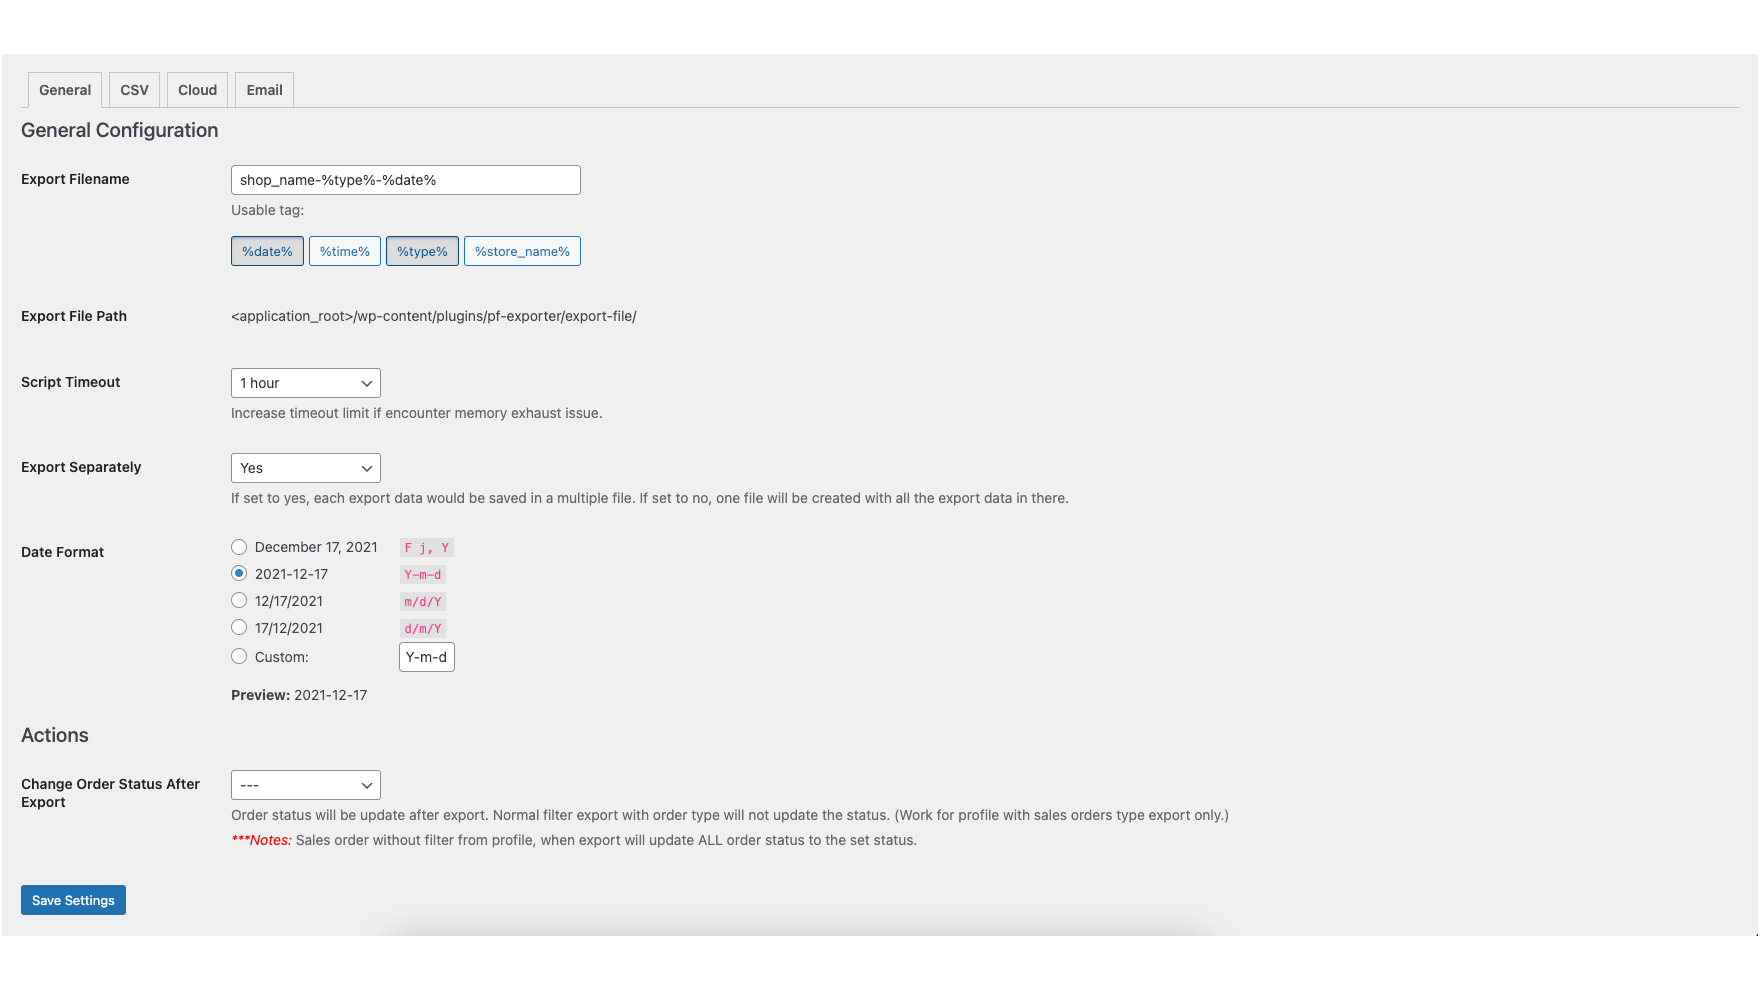 General CSV Cloud Email
General Configuration
Export Filename shop_name-%type%-%date%
Usable tag:
%date% %time% %type% %store_name%
Export File Path <application_root>/wp-content/plugins/pf-exporter/export-file/
Script Timeout 1 hour
Increase timeout limit if encounter memory exhaust issue.
Export Separately Yes
If set to yes, each export data would be saved in a multiple file. If set to no, one file will be created with all the export data in there.
Date Format December 17, 2021 F j, Y
2021-12-17 Y-m-d
12/17/2021 m/d/Y
17/12/2021 d/m/Y
Custom: Y-m-d
Preview: 2021-12-17
Actions
Change Order Status After
Export
---
Order status will be update after export. Normal filter export with order type will not update the status. (Work for profile with sales orders type export only.)
***Notes: Sales order without filter from profile, when export will update ALL order status to the set status.
Save Settings